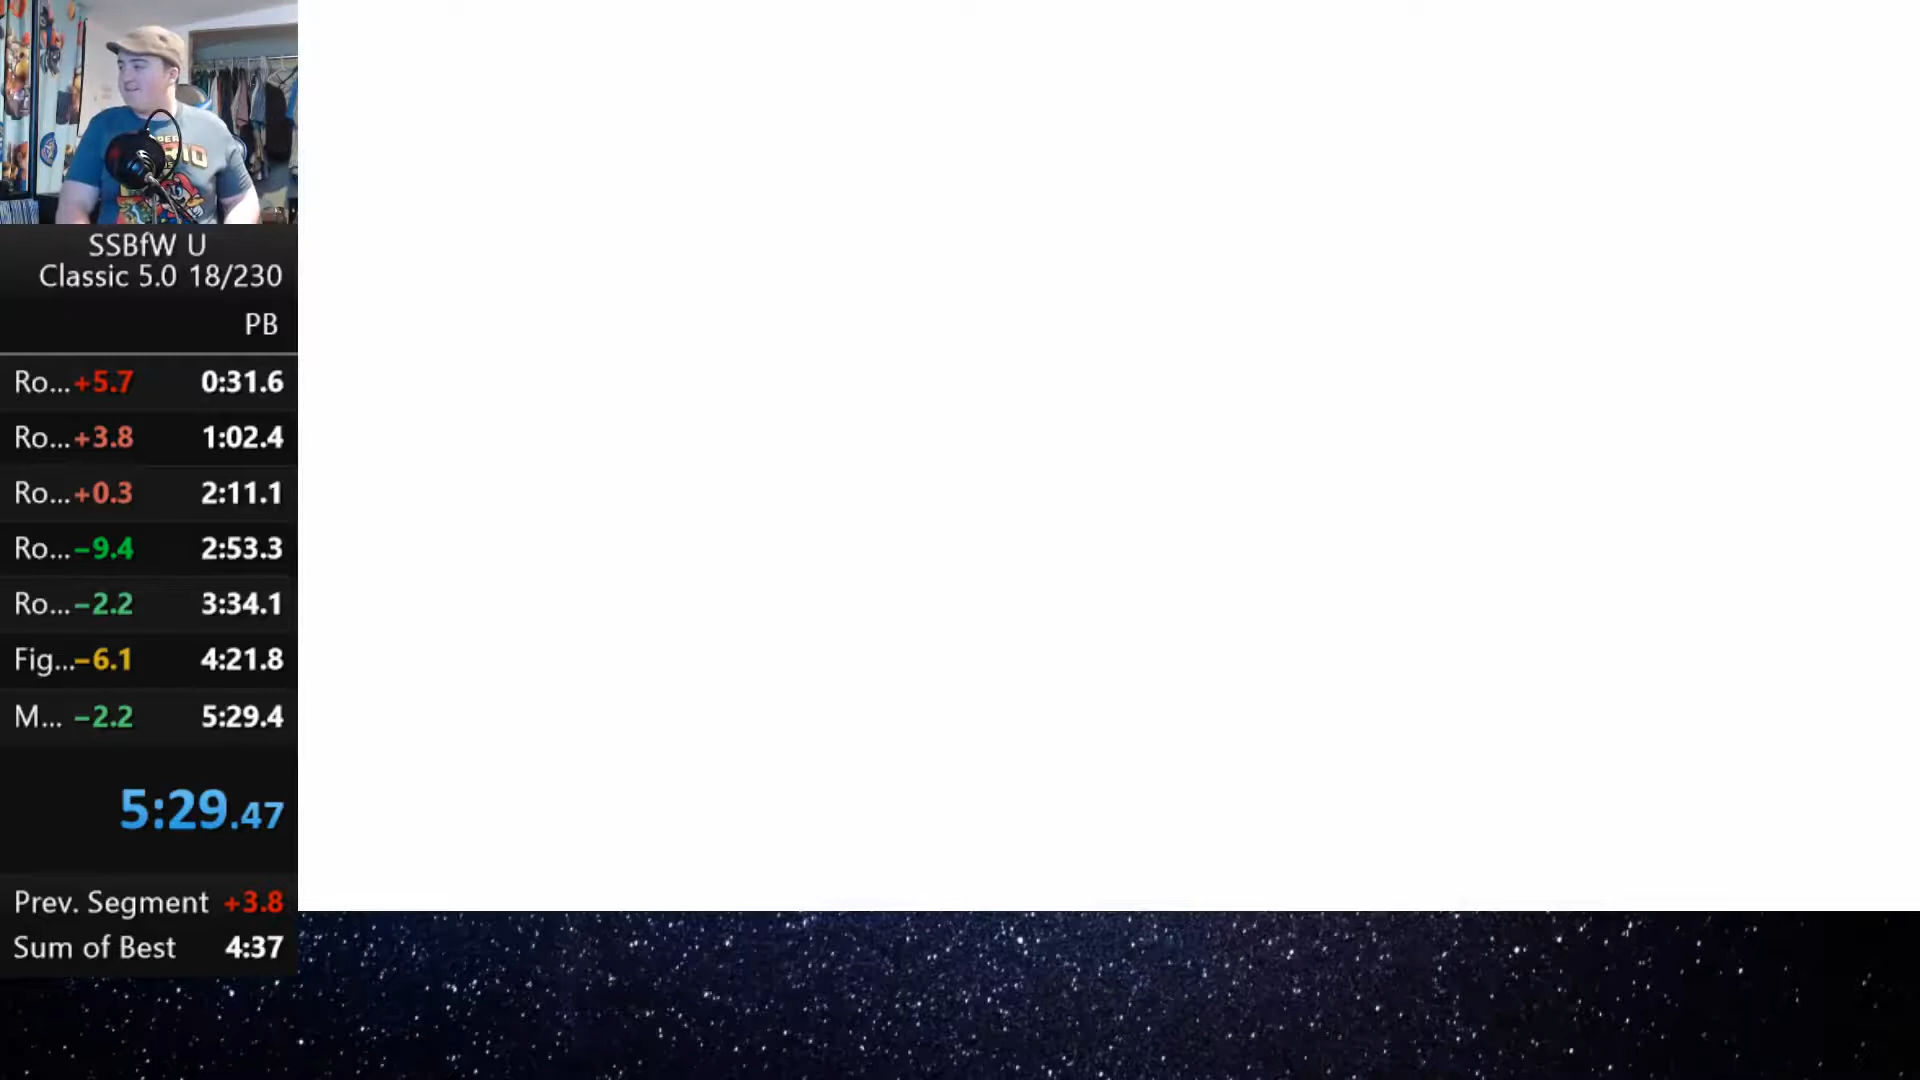 SSBfW U
Classic 5.0 18/230
PB
Ro... +5.7 0:31.6
Ro... +3.8 1:02.4
Ro... +0.3 2:11.1
Ro... −9.4 2:53.3
Ro... −2.2 3:34.1
Fig... −6.1 4:21.8
M... −2.2 5:29.4
5:29.47
Prev. Segment +3.8
Sum of Best 4:37